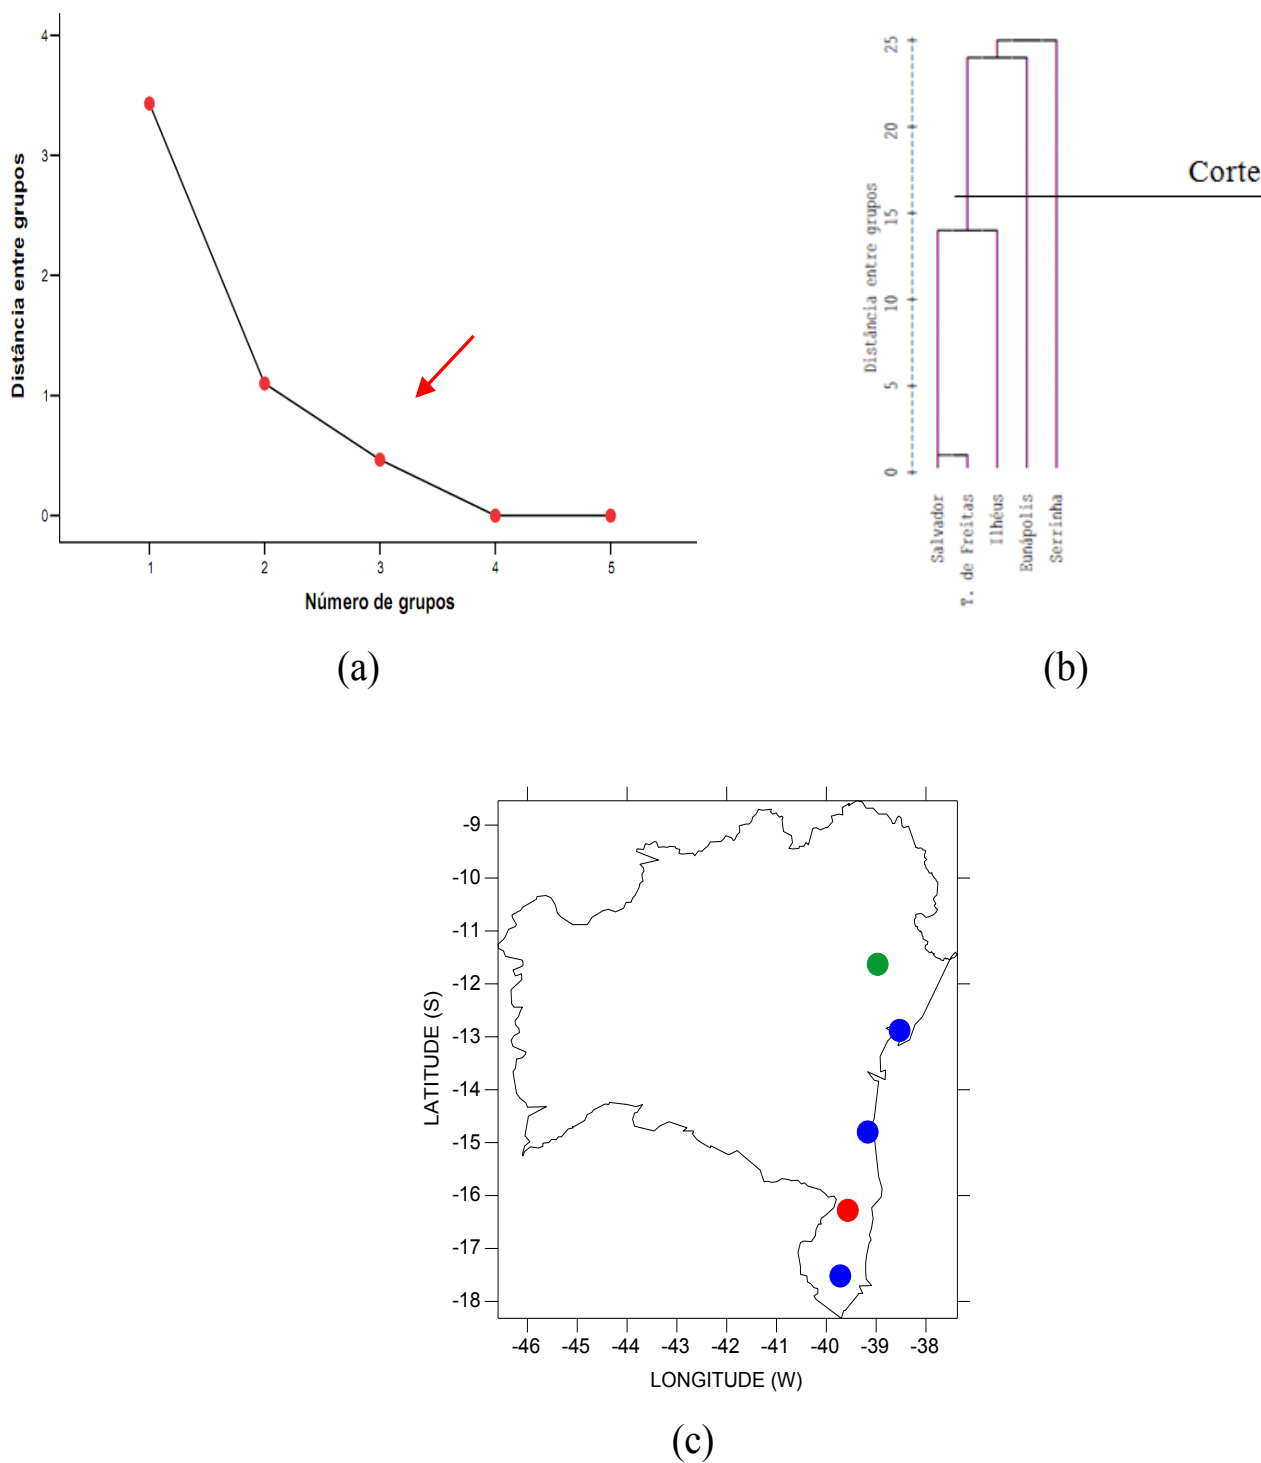 4
3
2
1
0
Distância entre grupos
1 2 3 4 5
Número de grupos
(a)
25
20
15
10
5
0
Distância entre grupos
Corte
Salvador
T. de Freitas
Ilhéus
Eunápolis
Serrinha
(b)
-9
-10
-11
-12
-13
-14
-15
-16
-17
-18
LATITUDE (S)
-46 -45 -44 -43 -42 -41 -40 -39 -38
LONGITUDE (W)
(c)